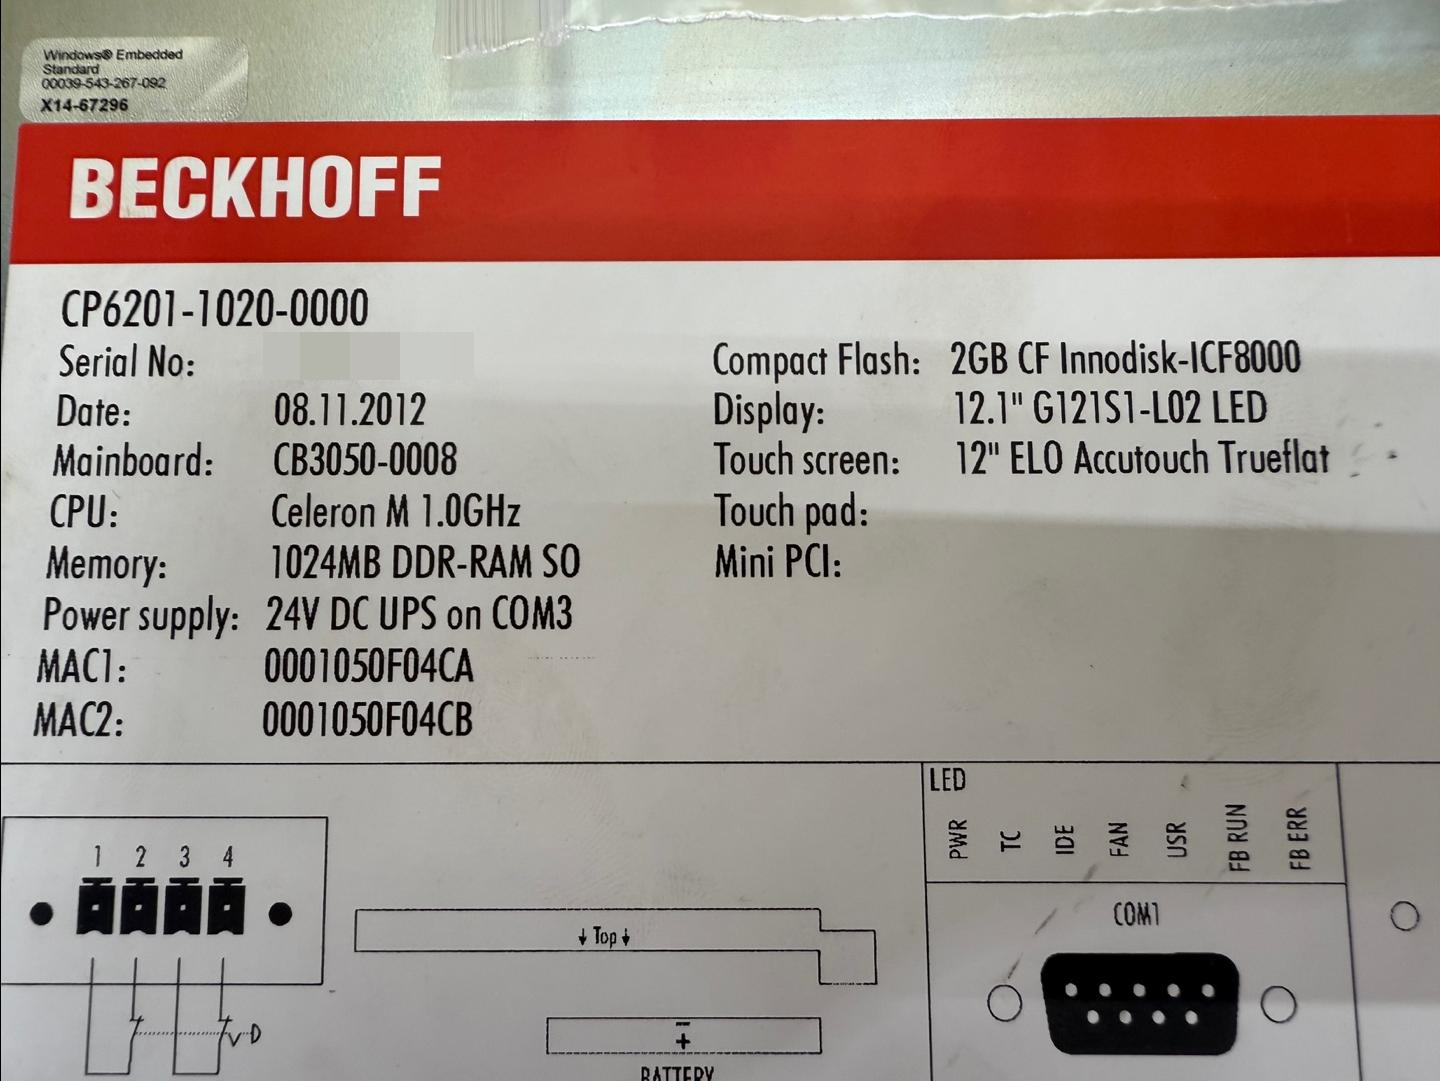 Windows® Embedded
Standard
00039-543-267-092
X14-67296
BECKHOFF
CP6201-1020-0000
Serial No:
Date: 08.11.2012
Mainboard: CB3050-0008
CPU: Celeron M 1.0GHz
Memory: 1024MB DDR-RAM SO
Power supply: 24V DC UPS on COM3
MAC1: 0001050F04CA
MAC2: 0001050F04CB
Compact Flash: 2GB CF Innodisk-ICF8000
Display: 12.1" G121S1-L02 LED
Touch screen: 12" ELO Accutouch Trueflat
Touch pad:
Mini PCI:
1 2 3 4
↓ Top ↓
BATTERY
LED
PWR TC IDE FAN USR FB RUN FB ERR
COM1